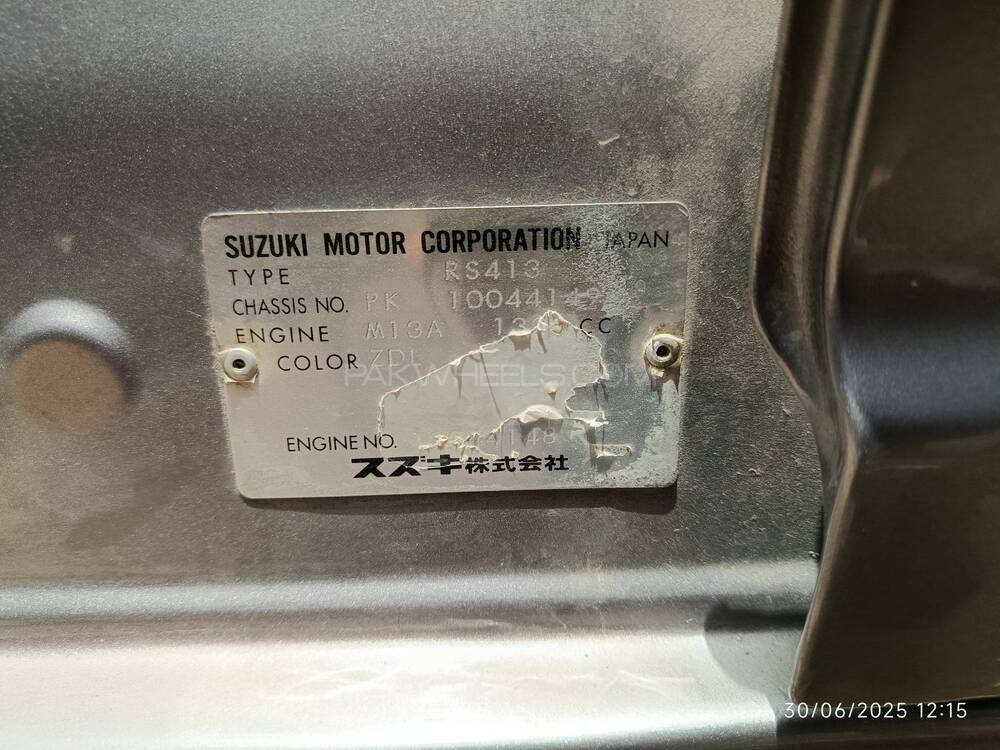 SUZUKI MOTOR CORPORATION JAPAN
TYPE RS413
CHASSIS NO. PK 10044149
ENGINE M13A CC
COLOR
PAKWHEELS.COM
ENGINE NO.
スズキ株式会社
30/06/2025 12:15